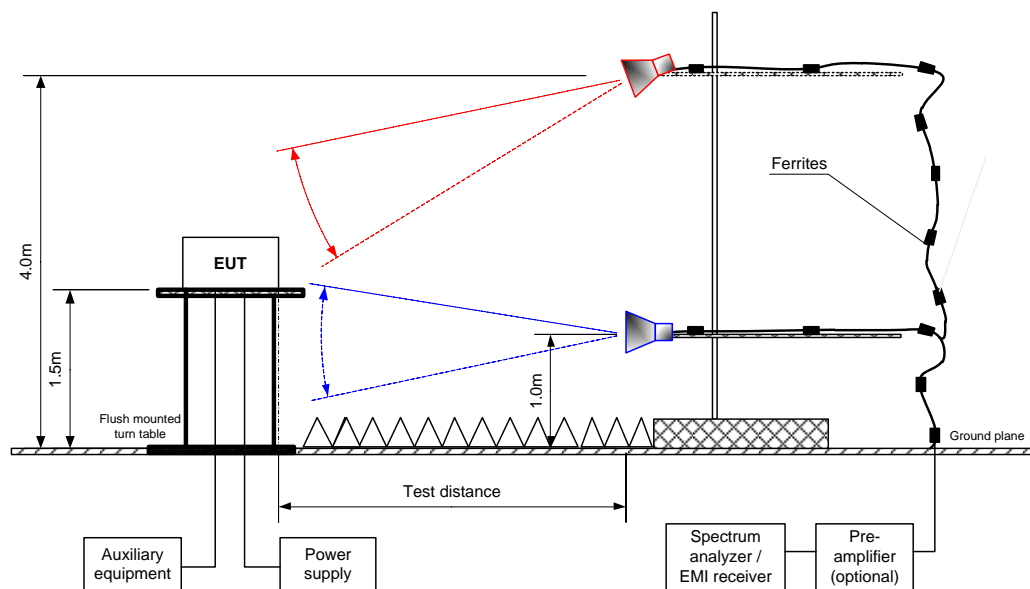 Ferrites
4.0m
EUT
1.5m
1.0m
Flush mounted
turn table
Ground plane
Test distance
Auxiliary
equipment
Power
supply
Spectrum
analyzer /
EMI receiver
Pre-
amplifier
(optional)